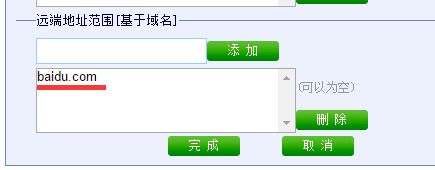 远端地址范围[基于域名]
添 加
baidu.com
(可以为空)
删 除
完 成
取 消